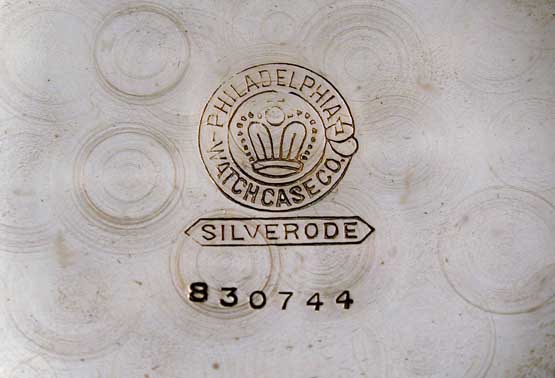 PHILADELPHIA
WATCH CASE CO.
SILVERODE
830744